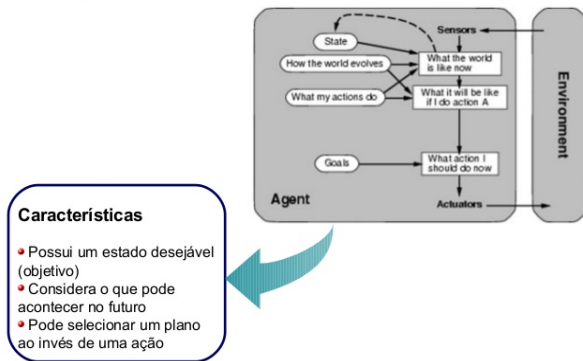 Sensors
State
What the world
is like now
How the world evolves
What my actions do
What it will be like
if I do action A
Goals
What action I
should do now
Agent
Actuators
Environment
Características
Possui um estado desejável
(objetivo)
Considera o que pode
acontecer no futuro
Pode selecionar um plano
ao invés de uma ação